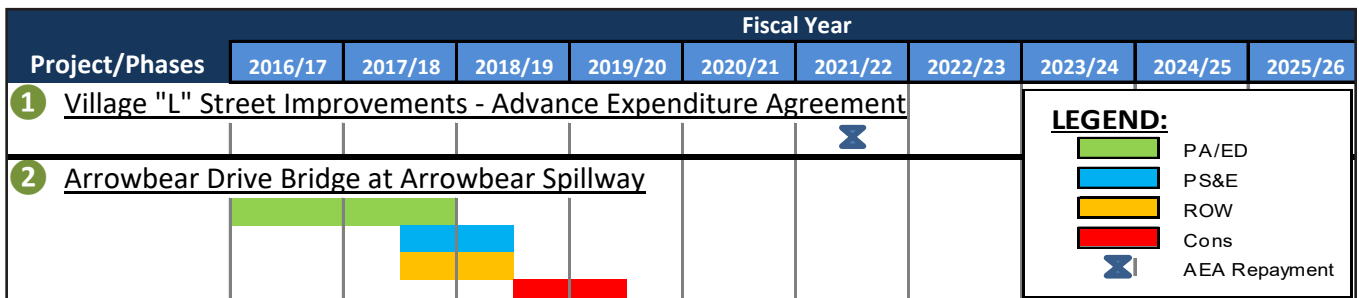 Fiscal Year
Project/Phases 2016/17 2017/18 2018/19 2019/20 2020/21 2021/22 2022/23 2023/24 2024/25 2025/26
1 Village "L" Street Improvements - Advance Expenditure Agreement
2 Arrowbear Drive Bridge at Arrowbear Spillway
LEGEND:
PA/ED
PS&E
ROW
Cons
AEA Repayment